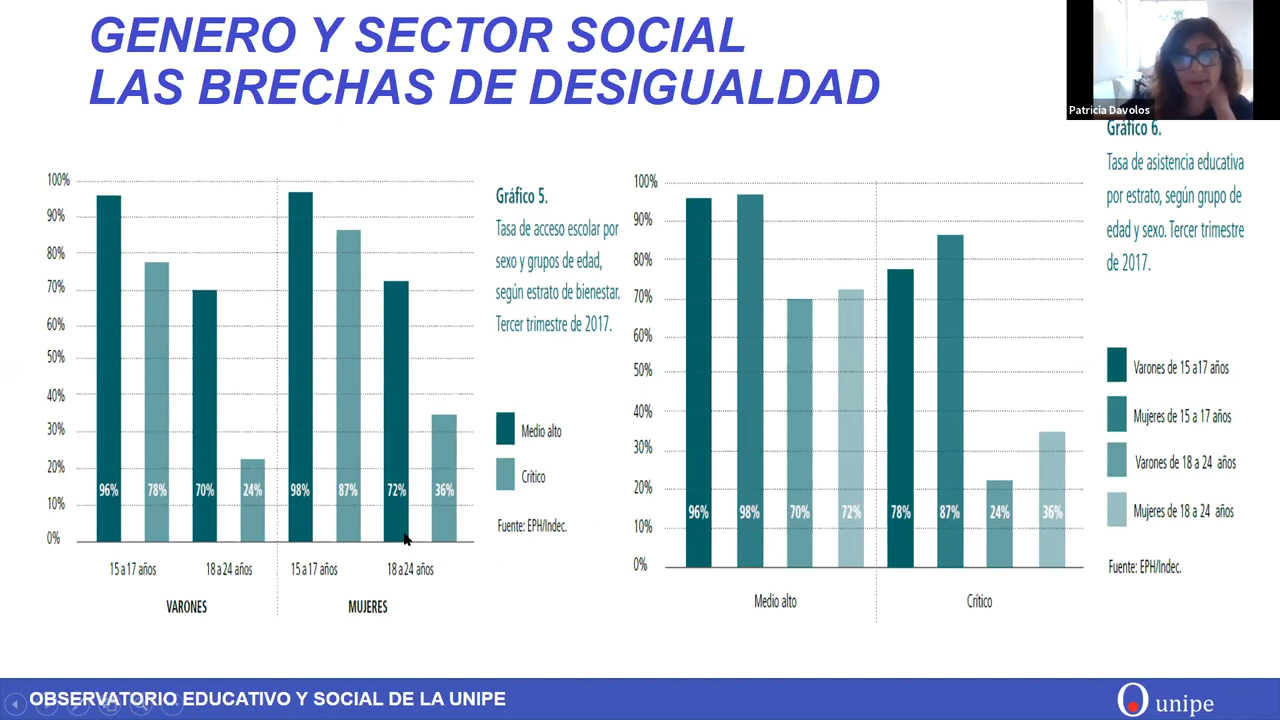 GENERO Y SECTOR SOCIAL
LAS BRECHAS DE DESIGUALDAD
Patricia Davolos
100%
90%
80%
70%
60%
50%
40%
30%
20%
10%
0%
96% 78% 70% 24% 98% 87% 72% 36%
15 a 17 años 18 a 24 años 15 a 17 años 18 a 24 años
VARONES MUJERES
Gráfico 5.
Tasa de acceso escolar por
sexo y grupos de edad,
según estrato de bienestar.
Tercer trimestre de 2017.
Medio alto
Crítico
Fuente: EPH/Indec.
100%
90%
80%
70%
60%
50%
40%
30%
20%
10%
0%
96% 98% 70% 72% 78% 87% 24% 36%
Medio alto Crítico
Gráfico 6.
Tasa de asistencia educativa
por estrato, según grupo de
edad y sexo. Tercer trimestre
de 2017.
Varones de 15 a17 años
Mujeres de 15 a 17 años
Varones de 18 a 24 años
Mujeres de 18 a 24 años
Fuente: EPH/Indec.
OBSERVATORIO EDUCATIVO Y SOCIAL DE LA UNIPE
unipe